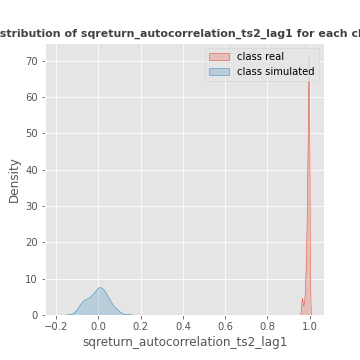 stribution of sqreturn_autocorrelation_ts2_lag1 for each cl
class real
class simulated
70
60
50
40
30
20
10
0
Density
−0.2 0.0 0.2 0.4 0.6 0.8 1.0
sqreturn_autocorrelation_ts2_lag1